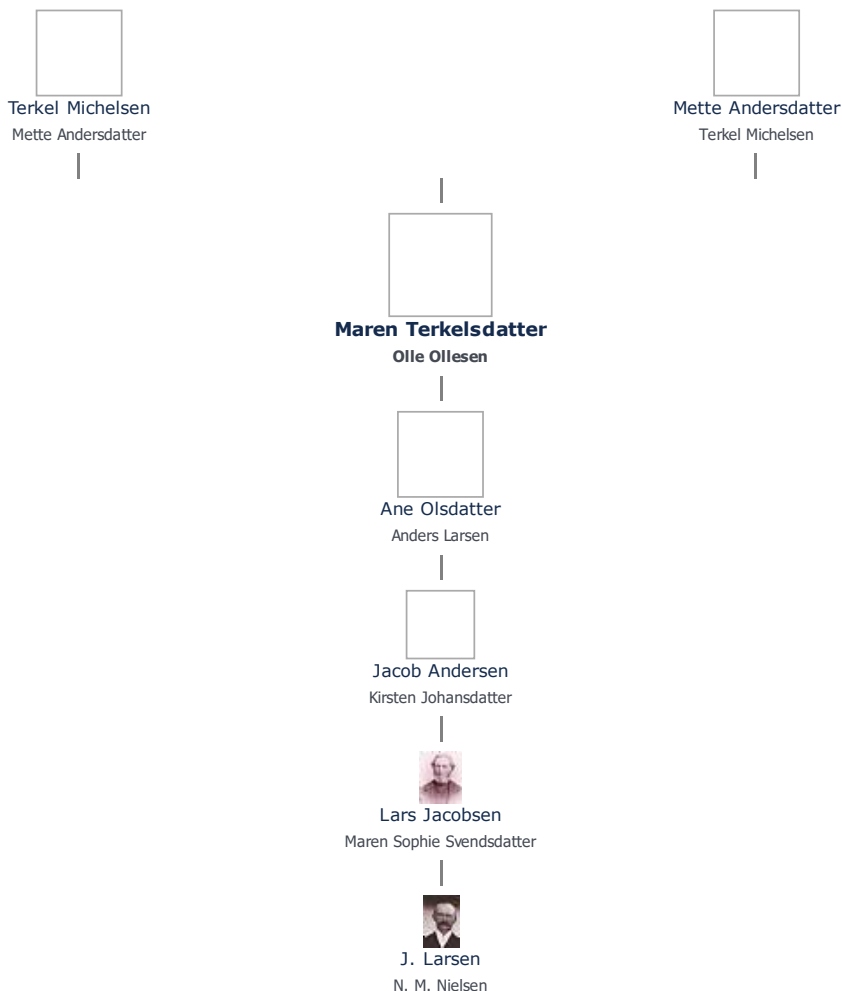 Terkel Michelsen
Mette Andersdatter
Mette Andersdatter
Terkel Michelsen
Maren Terkelsdatter
Olle Ollesen
Ane Olsdatter
Anders Larsen
Jacob Andersen
Kirsten Johansdatter
Lars Jacobsen
Maren Sophie Svendsdatter
J. Larsen
N. M. Nielsen